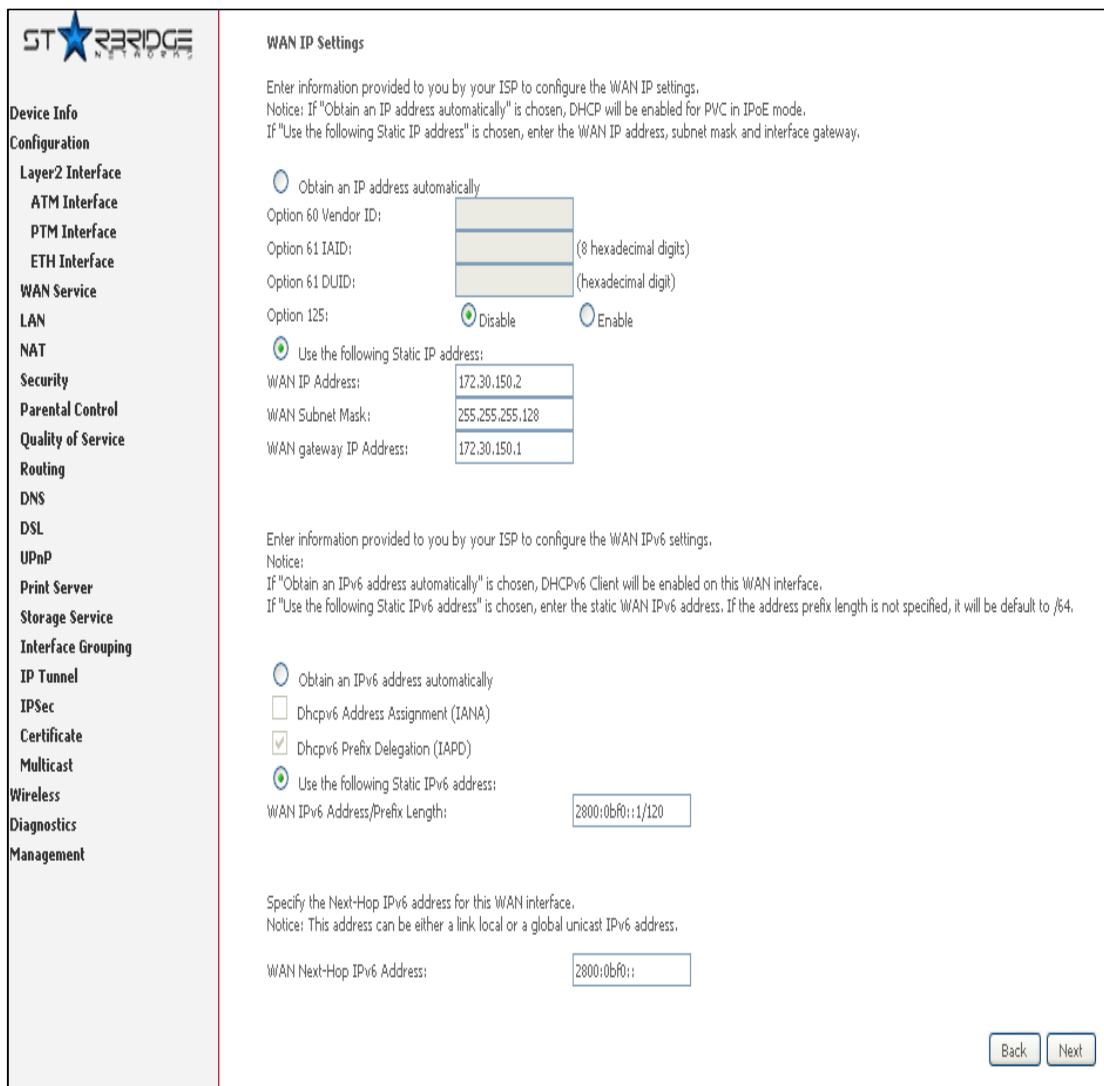 STARBRIDGE
NETWORKS
Device Info
Configuration
Layer2 Interface
ATM Interface
PTM Interface
ETH Interface
WAN Service
LAN
NAT
Security
Parental Control
Quality of Service
Routing
DNS
DSL
UPnP
Print Server
Storage Service
Interface Grouping
IP Tunnel
IPSec
Certificate
Multicast
Wireless
Diagnostics
Management
WAN IP Settings
Enter information provided to you by your ISP to configure the WAN IP settings.
Notice: If "Obtain an IP address automatically" is chosen, DHCP will be enabled for PVC in IPoE mode.
If "Use the following Static IP address" is chosen, enter the WAN IP address, subnet mask and interface gateway.
Obtain an IP address automatically
Option 60 Vendor ID:
Option 61 IAID: (8 hexadecimal digits)
Option 61 DUID: (hexadecimal digit)
Option 125: Disable Enable
Use the following Static IP address:
WAN IP Address: 172.30.150.2
WAN Subnet Mask: 255.255.255.128
WAN gateway IP Address: 172.30.150.1
Enter information provided to you by your ISP to configure the WAN IPv6 settings.
Notice:
If "Obtain an IPv6 address automatically" is chosen, DHCPv6 Client will be enabled on this WAN interface.
If "Use the following Static IPv6 address" is chosen, enter the static WAN IPv6 address. If the address prefix length is not specified, it will be default to /64.
Obtain an IPv6 address automatically
Dhcpv6 Address Assignment (IANA)
Dhcpv6 Prefix Delegation (IAPD)
Use the following Static IPv6 address:
WAN IPv6 Address/Prefix Length: 2800:0bf0::1/120
Specify the Next-Hop IPv6 address for this WAN interface.
Notice: This address can be either a link local or a global unicast IPv6 address.
WAN Next-Hop IPv6 Address: 2800:0bf0::
Back Next